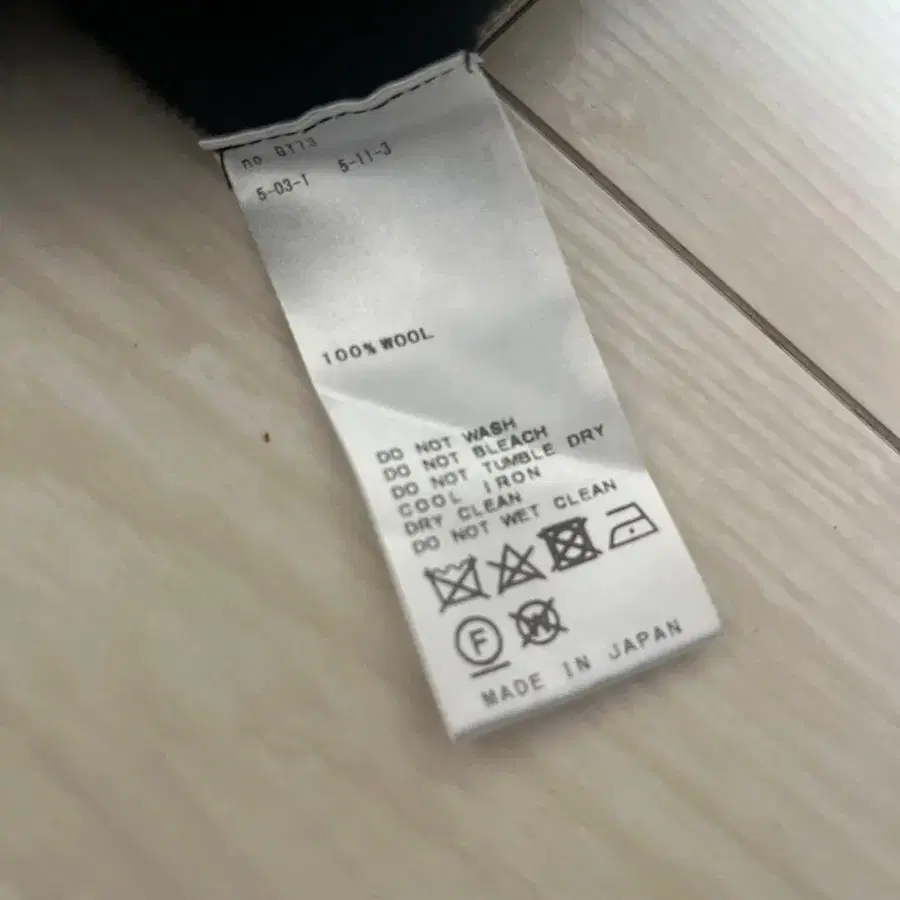 no GY13
5-03-1 5-11-3
100% WOOL
DO NOT WASH
DO NOT BLEACH
DO NOT TUMBLE DRY
COOL IRON
DRY CLEAN
DO NOT WET CLEAN
F W
MADE IN JAPAN